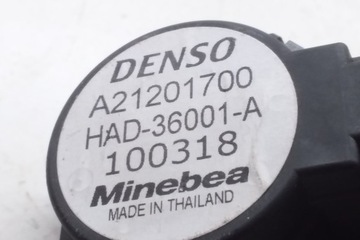 DENSO
A21201700
HAD-36001-A
100318
Minebea
MADE IN THAILAND